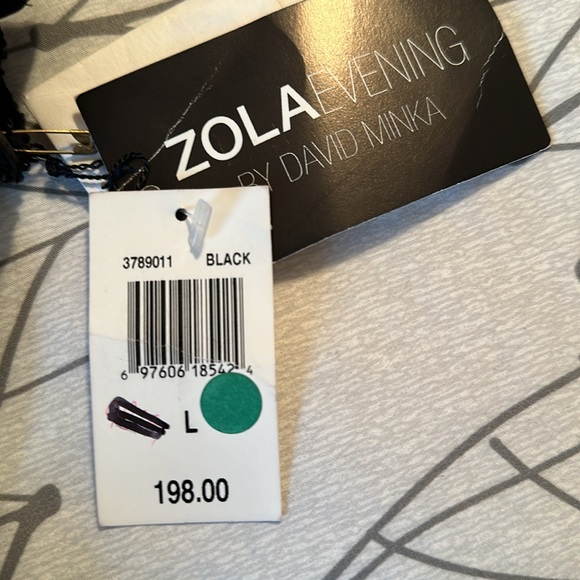 ZOLAEVENING
BY DAVID MINKA
3789011 BLACK
6 97606 18542 4
L
198.00